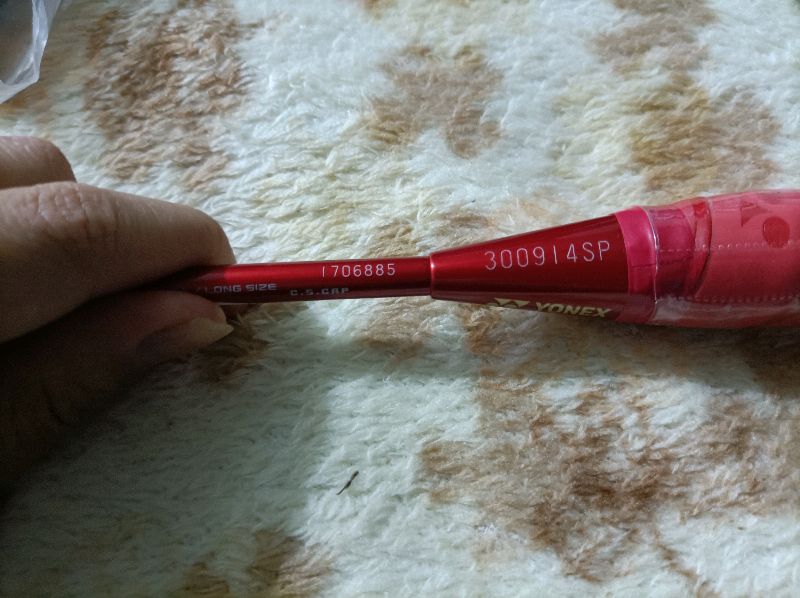 1706885
LONG SIZE
C.S.CAP
300914SP
YONEX